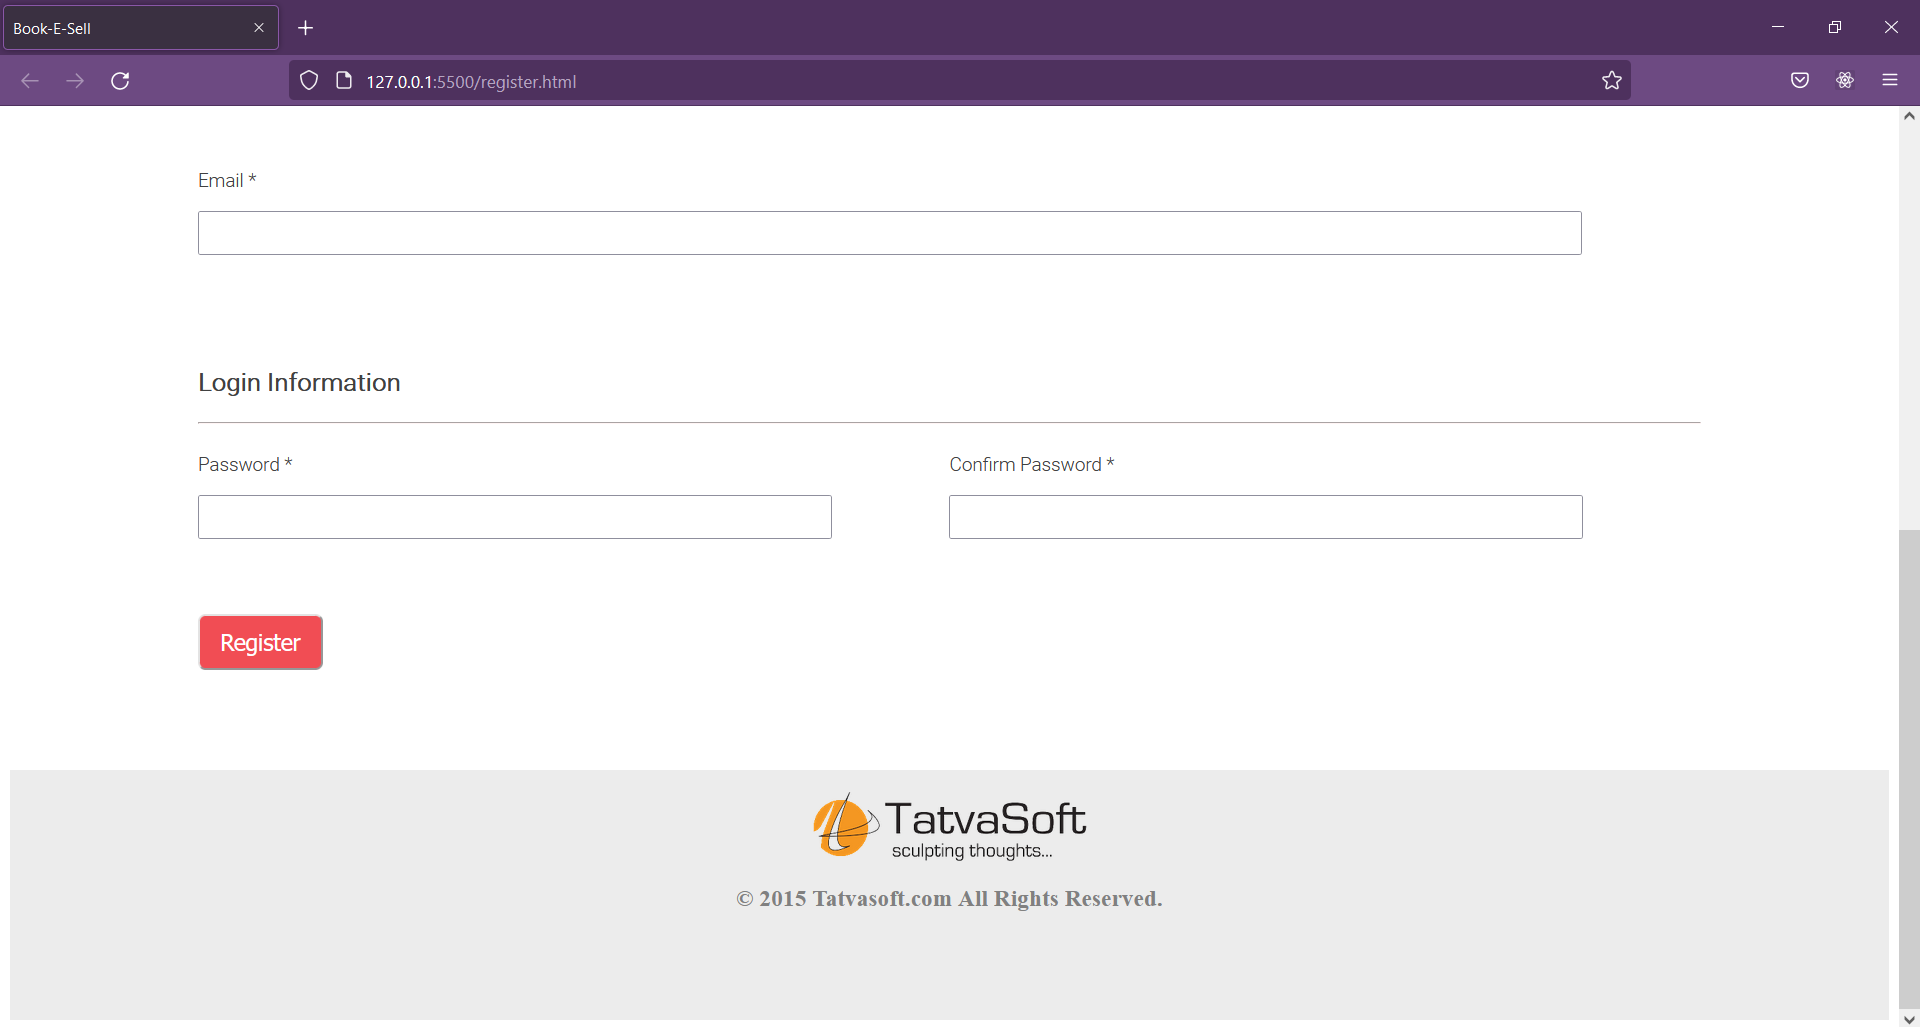 Book-E-Sell
127.0.0.1:5500/register.html
Email *
Login Information
Password *
Confirm Password *
Register
TatvaSoft
sculpting thoughts...
© 2015 Tatvasoft.com All Rights Reserved.